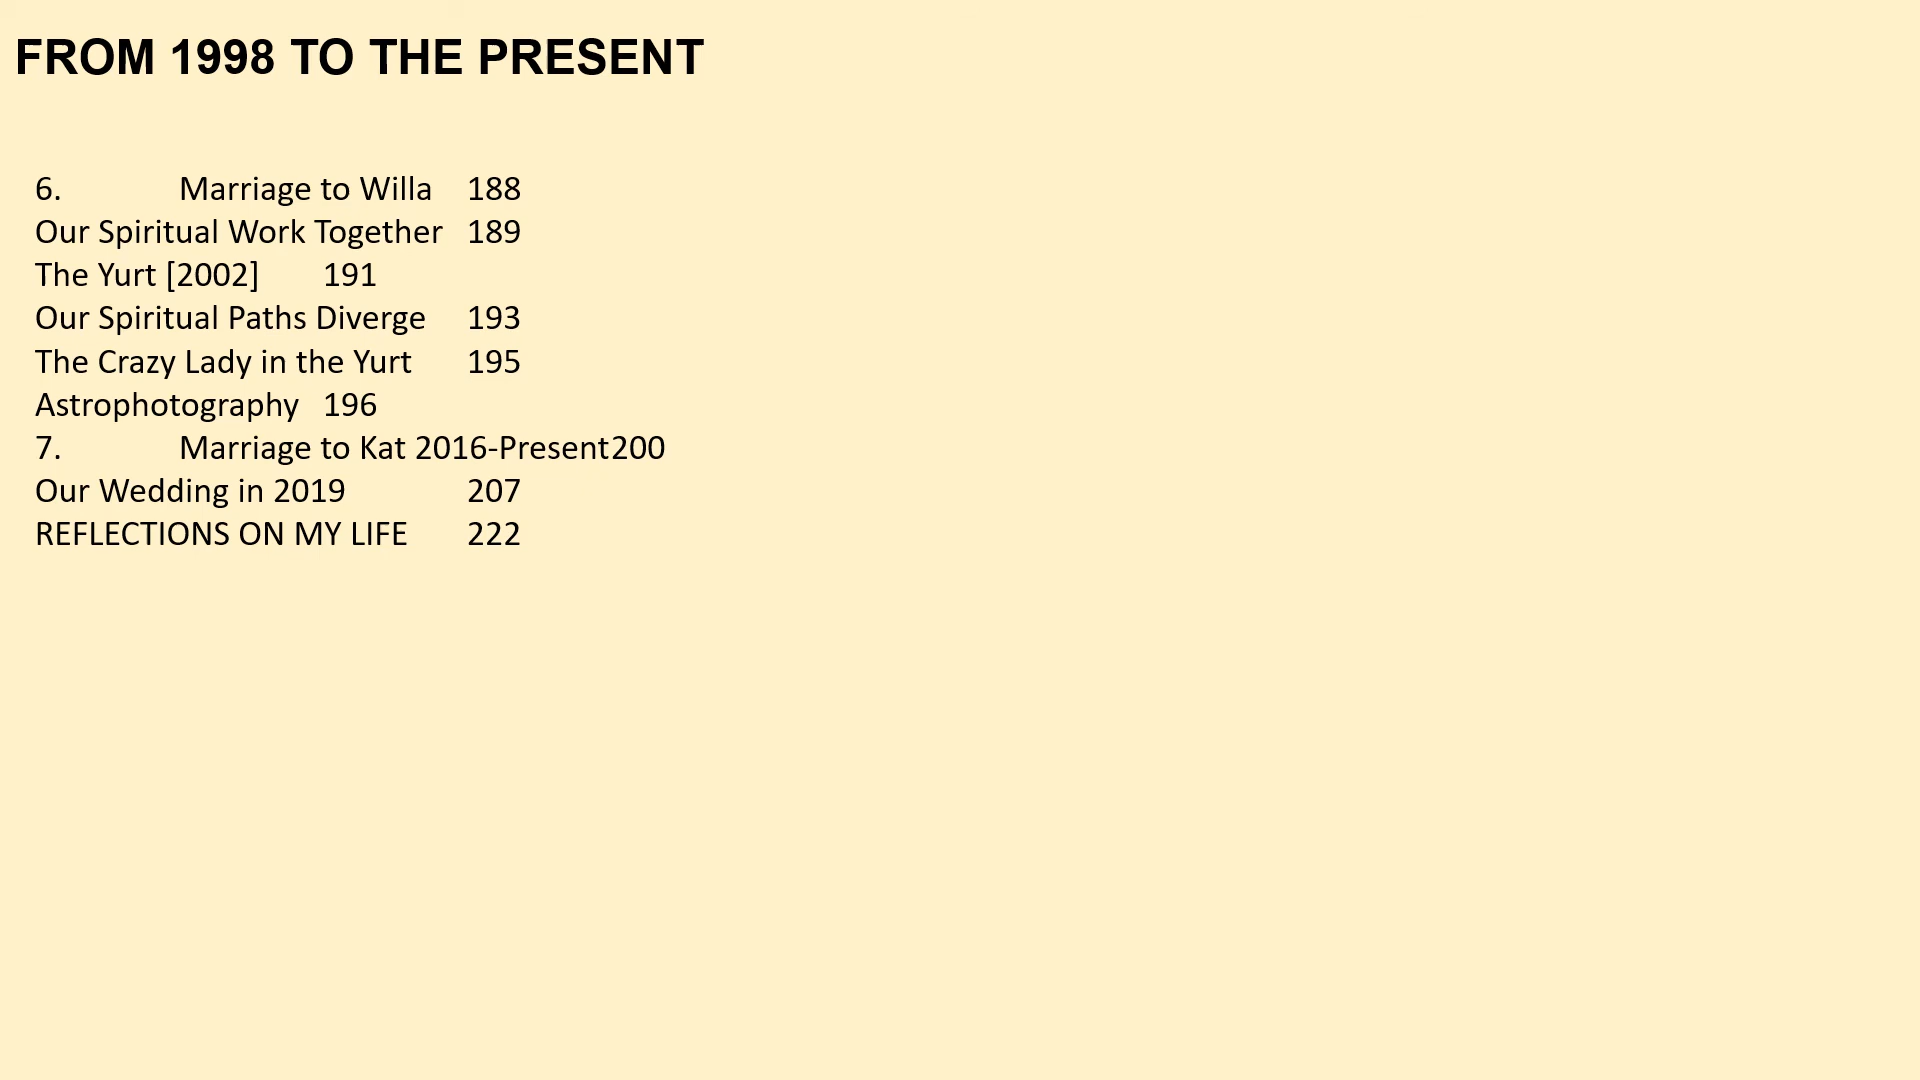 FROM 1998 TO THE PRESENT
6. Marriage to Willa 188
Our Spiritual Work Together 189
The Yurt [2002] 191
Our Spiritual Paths Diverge 193
The Crazy Lady in the Yurt 195
Astrophotography 196
7. Marriage to Kat 2016-Present200
Our Wedding in 2019 207
REFLECTIONS ON MY LIFE 222